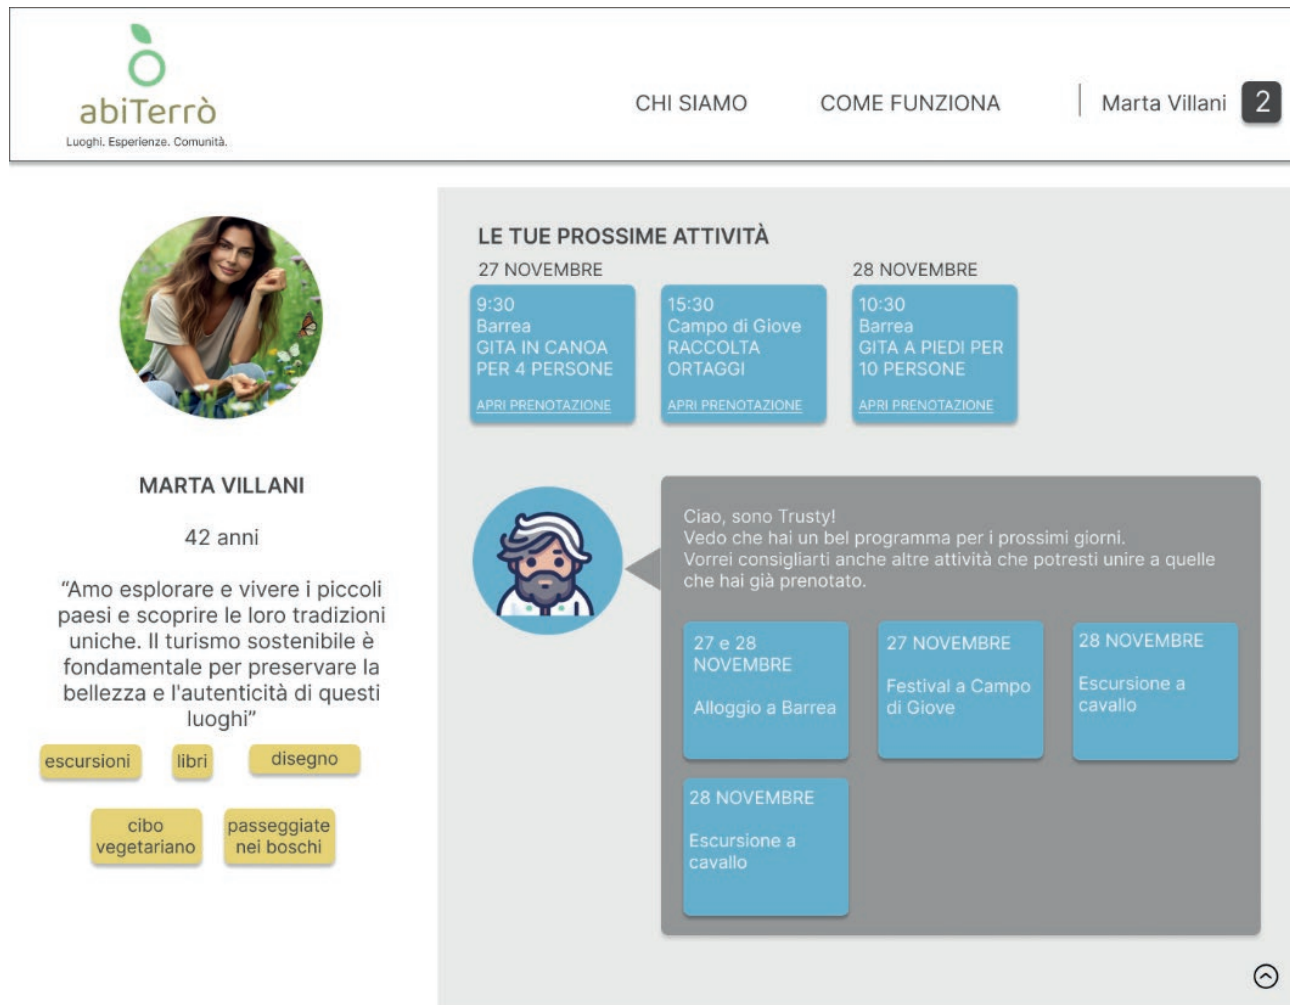 abiTerrò
Luoghi. Esperienze. Comunità.
CHI SIAMO
COME FUNZIONA
Marta Villani
2
MARTA VILLANI
42 anni
“Amo esplorare e vivere i piccoli
paesi e scoprire le loro tradizioni
uniche. Il turismo sostenibile è
fondamentale per preservare la
bellezza e l'autenticità di questi
luoghi”
escursioni
libri
disegno
cibo
vegetariano
passeggiate
nei boschi
LE TUE PROSSIME ATTIVITÀ
27 NOVEMBRE
9:30
Barrea
GITA IN CANOA
PER 4 PERSONE
APRI PRENOTAZIONE
15:30
Campo di Giove
RACCOLTA
ORTAGGI
APRI PRENOTAZIONE
28 NOVEMBRE
10:30
Barrea
GITA A PIEDI PER
10 PERSONE
APRI PRENOTAZIONE
Ciao, sono Trusty!
Vedo che hai un bel programma per i prossimi giorni.
Vorrei consigliarti anche altre attività che potresti unire a quelle
che hai già prenotato.
27 e 28
NOVEMBRE
Alloggio a Barrea
27 NOVEMBRE
Festival a Campo
di Giove
28 NOVEMBRE
Escursione a
cavallo
28 NOVEMBRE
Escursione a
cavallo